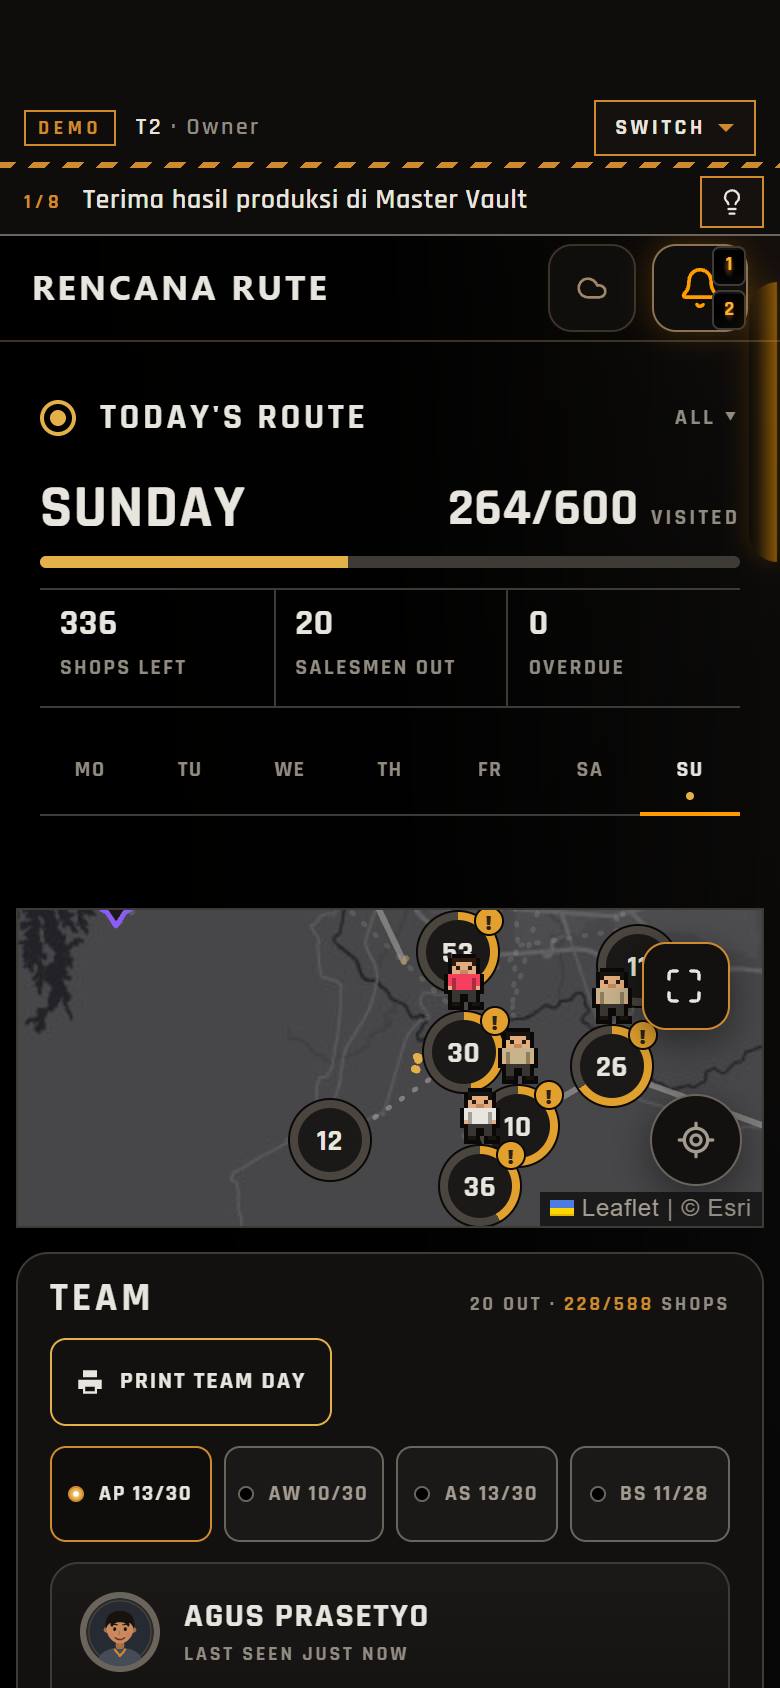 DEMO T2 · Owner SWITCH
1/8 Terima hasil produksi di Master Vault
RENCANA RUTE 1
2
TODAY'S ROUTE ALL
SUNDAY 264/600 VISITED
336 20 0
SHOPS LEFT SALESMEN OUT OVERDUE
MO TU WE TH FR SA SU
!
53 11
! !
30 26
!
12 10
!
36
Leaflet | © Esri
TEAM 20 OUT · 228/588 SHOPS
PRINT TEAM DAY
AP 13/30 AW 10/30 AS 13/30 BS 11/28
AGUS PRASETYO
LAST SEEN JUST NOW